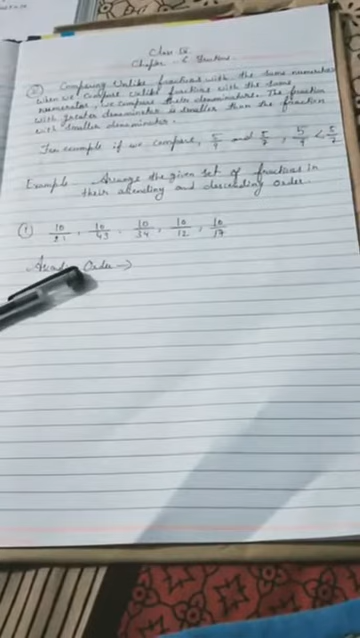 Class IV
Chapter - 6 Fractions
Comparing Unlike fractions with the same numerators
When we compare unlike fractions with the same
numerator, we compare their denominators. The fraction
with greater denominator is smaller than the fraction
with smaller denominator.
For example if we compare, 5/9 and 5/7, 5/9 < 5/7
Example Arrange the given set of fractions in
their ascending and descending order.
(1) 10/21, 10/43, 10/34, 10/12, 10/17
Order →